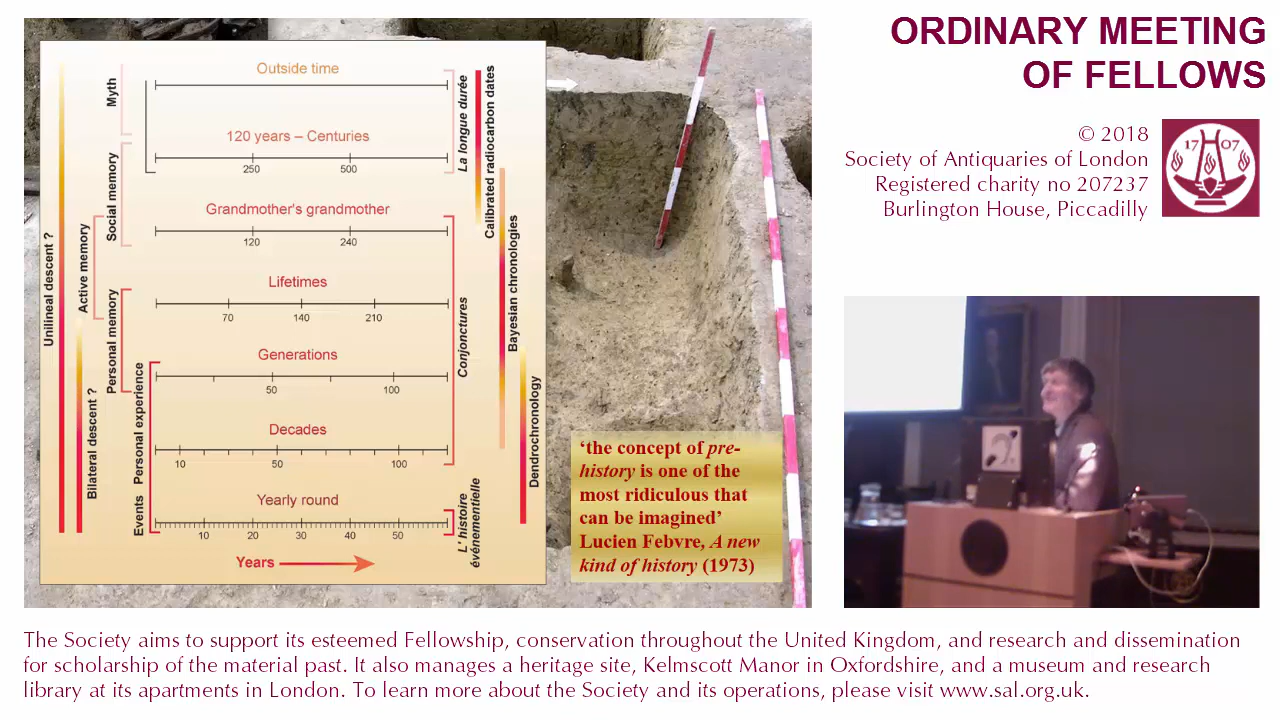 ORDINARY MEETING
OF FELLOWS
© 2018
Society of Antiquaries of London
Registered charity no 207237
Burlington House, Piccadilly
17 07
Outside time
120 years – Centuries
250 500
Grandmother's grandmother
120 240
Lifetimes
70 140 210
Generations
50 100
Decades
10 50 100
Yearly round
10 20 30 40 50
Years
Myth
Social memory
Active memory
Personal memory
Personal experience
Events
Unilineal descent ?
Bilateral descent ?
La longue durée
Conjonctures
L' histoire
événementielle
Calibrated radiocarbon dates
Bayesian chronologies
Dendrochronology
‘the concept of pre-
history is one of the
most ridiculous that
can be imagined’
Lucien Febvre, A new
kind of history (1973)
The Society aims to support its esteemed Fellowship, conservation throughout the United Kingdom, and research and dissemination
for scholarship of the material past. It also manages a heritage site, Kelmscott Manor in Oxfordshire, and a museum and research
library at its apartments in London. To learn more about the Society and its operations, please visit www.sal.org.uk.